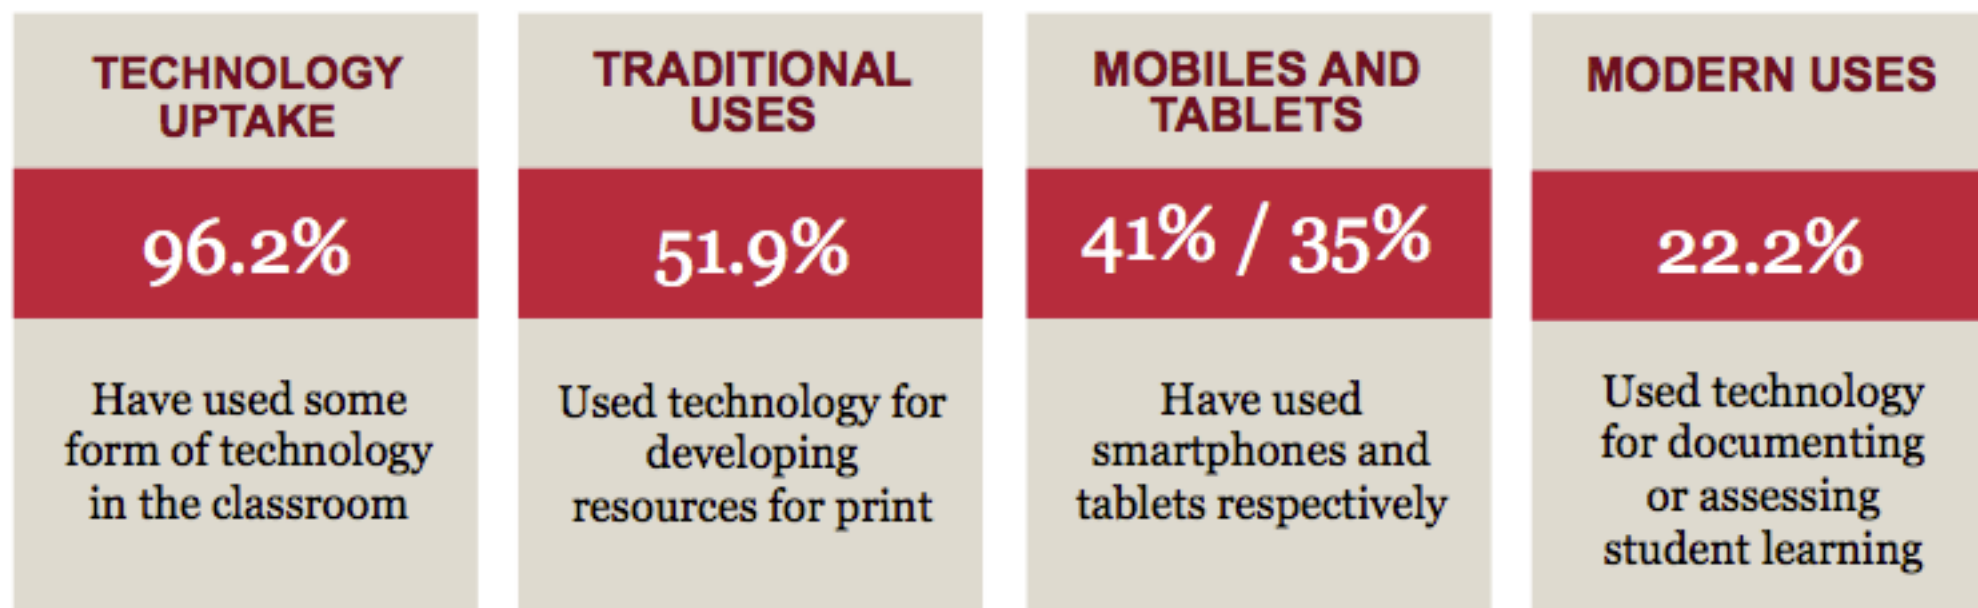 TECHNOLOGY
UPTAKE
96.2%
Have used some
form of technology
in the classroom
TRADITIONAL
USES
51.9%
Used technology for
developing
resources for print
MOBILES AND
TABLETS
41% / 35%
Have used
smartphones and
tablets respectively
MODERN USES
22.2%
Used technology
for documenting
or assessing
student learning